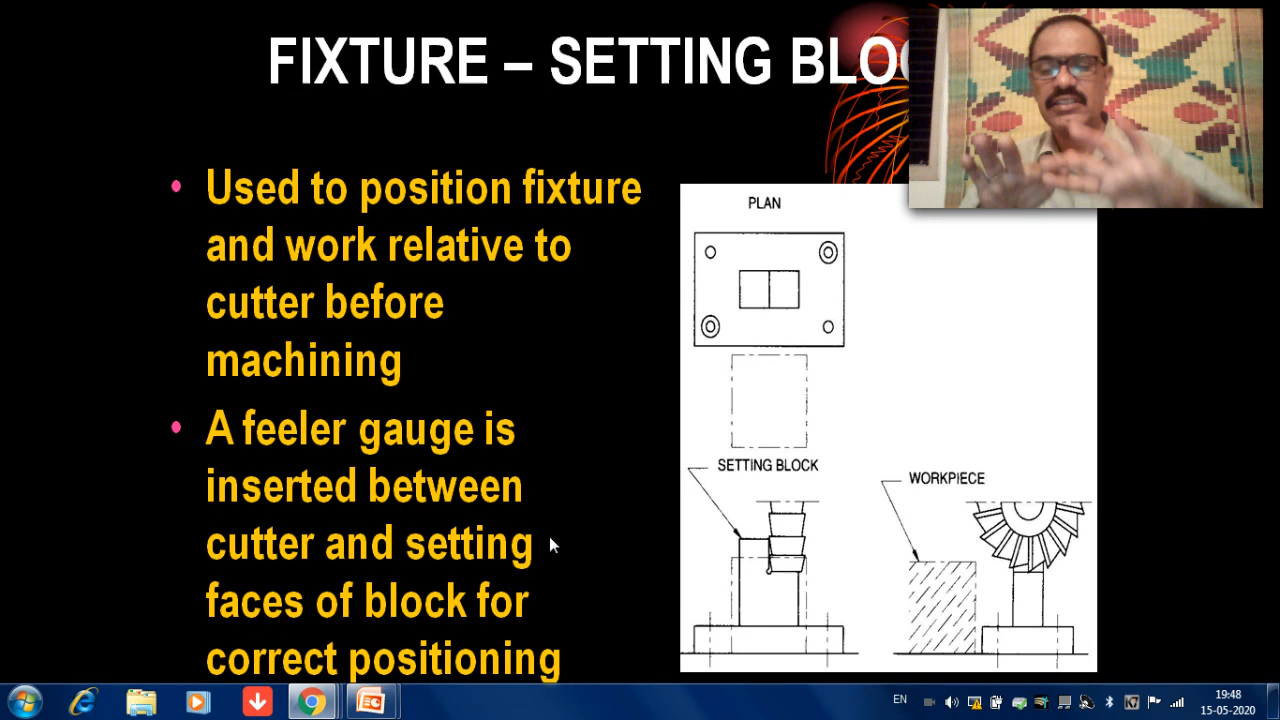 FIXTURE – SETTING
• Used to position fixture
and work relative to
cutter before
machining
• A feeler gauge is
inserted between
cutter and setting
faces of block for
correct positioning
PLAN
SETTING BLOCK
WORKPIECE
EN
19:48
15-05-2020